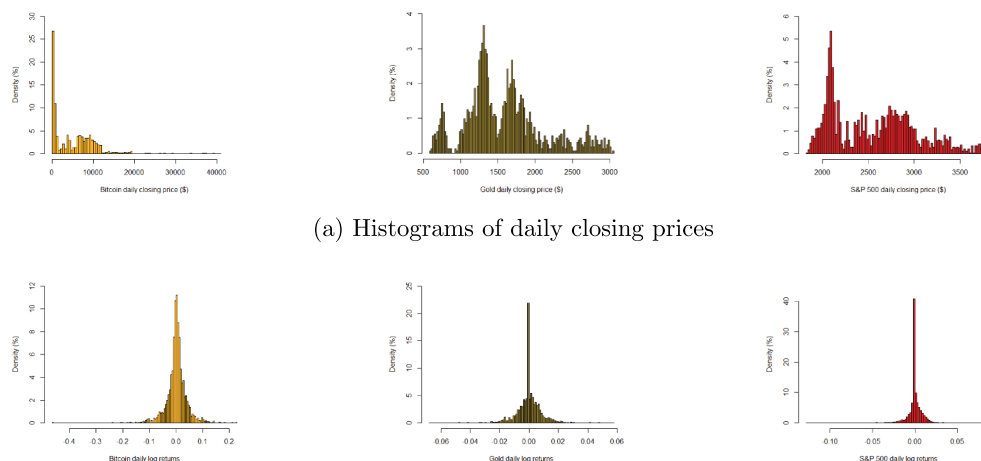 30
25
20
15
10
5
0
Density (%)
0 10000 20000 30000 40000
Bitcoin daily closing price ($)
4
3
2
1
0
Density (%)
500 1000 1500 2000 2500 3000
Gold daily closing price ($)
6
5
4
3
2
1
0
Density (%)
2000 2500 3000 3500
S&P 500 daily closing price ($)
(a) Histograms of daily closing prices
12
10
8
6
4
2
0
Density (%)
-0.4 -0.3 -0.2 -0.1 0.0 0.1 0.2
Bitcoin daily log returns
25
20
15
10
5
0
Density (%)
-0.06 -0.04 -0.02 0.00 0.02 0.04 0.06
Gold daily log returns
40
30
20
10
0
Density (%)
-0.10 -0.05 0.00 0.05
S&P 500 daily log returns